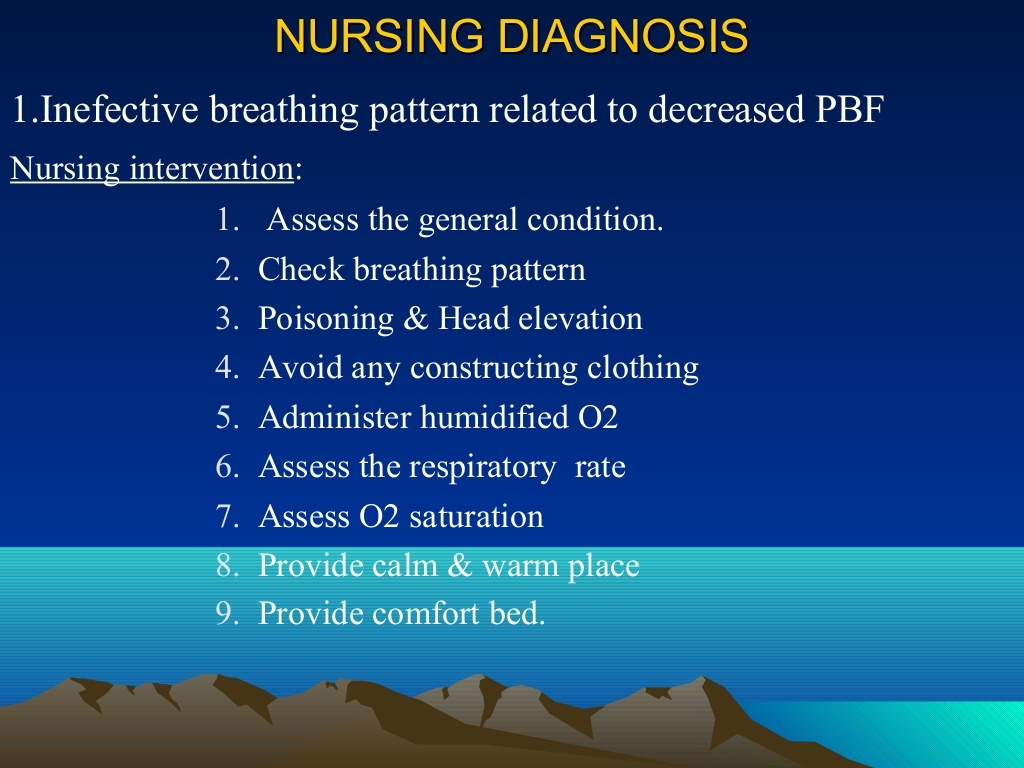 NURSING DIAGNOSIS
1.Inefective breathing pattern related to decreased PBF
Nursing intervention:
1. Assess the general condition.
2. Check breathing pattern
3. Poisoning & Head elevation
4. Avoid any constructing clothing
5. Administer humidified O2
6. Assess the respiratory rate
7. Assess O2 saturation
8. Provide calm & warm place
9. Provide comfort bed.